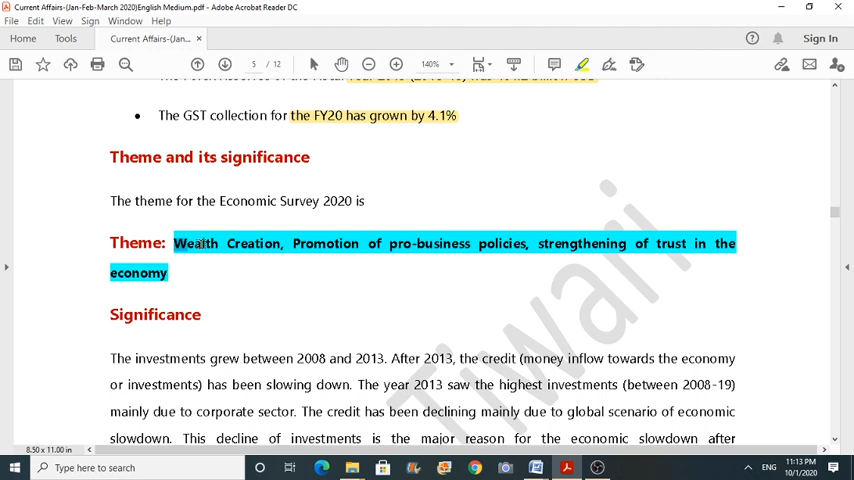 Current Affairs-(Jan-Feb-March 2020)English Medium.pdf - Adobe Acrobat Reader DC
File Edit View Sign Window Help
Home Tools Current Affairs-(Jan-... × Sign In
5 / 12 140%
• The GST collection for the FY20 has grown by 4.1%
Theme and its significance
The theme for the Economic Survey 2020 is
Theme: Wealth Creation, Promotion of pro-business policies, strengthening of trust in the
economy
Significance
The investments grew between 2008 and 2013. After 2013, the credit (money inflow towards the economy
or investments) has been slowing down. The year 2013 saw the highest investments (between 2008-19)
mainly due to corporate sector. The credit has been declining mainly due to global scenario of economic
slowdown. This decline of investments is the major reason for the economic slowdown after
Tiwari
8.50 x 11.00 in
Type here to search
ENG
11:13 PM
10/1/2020